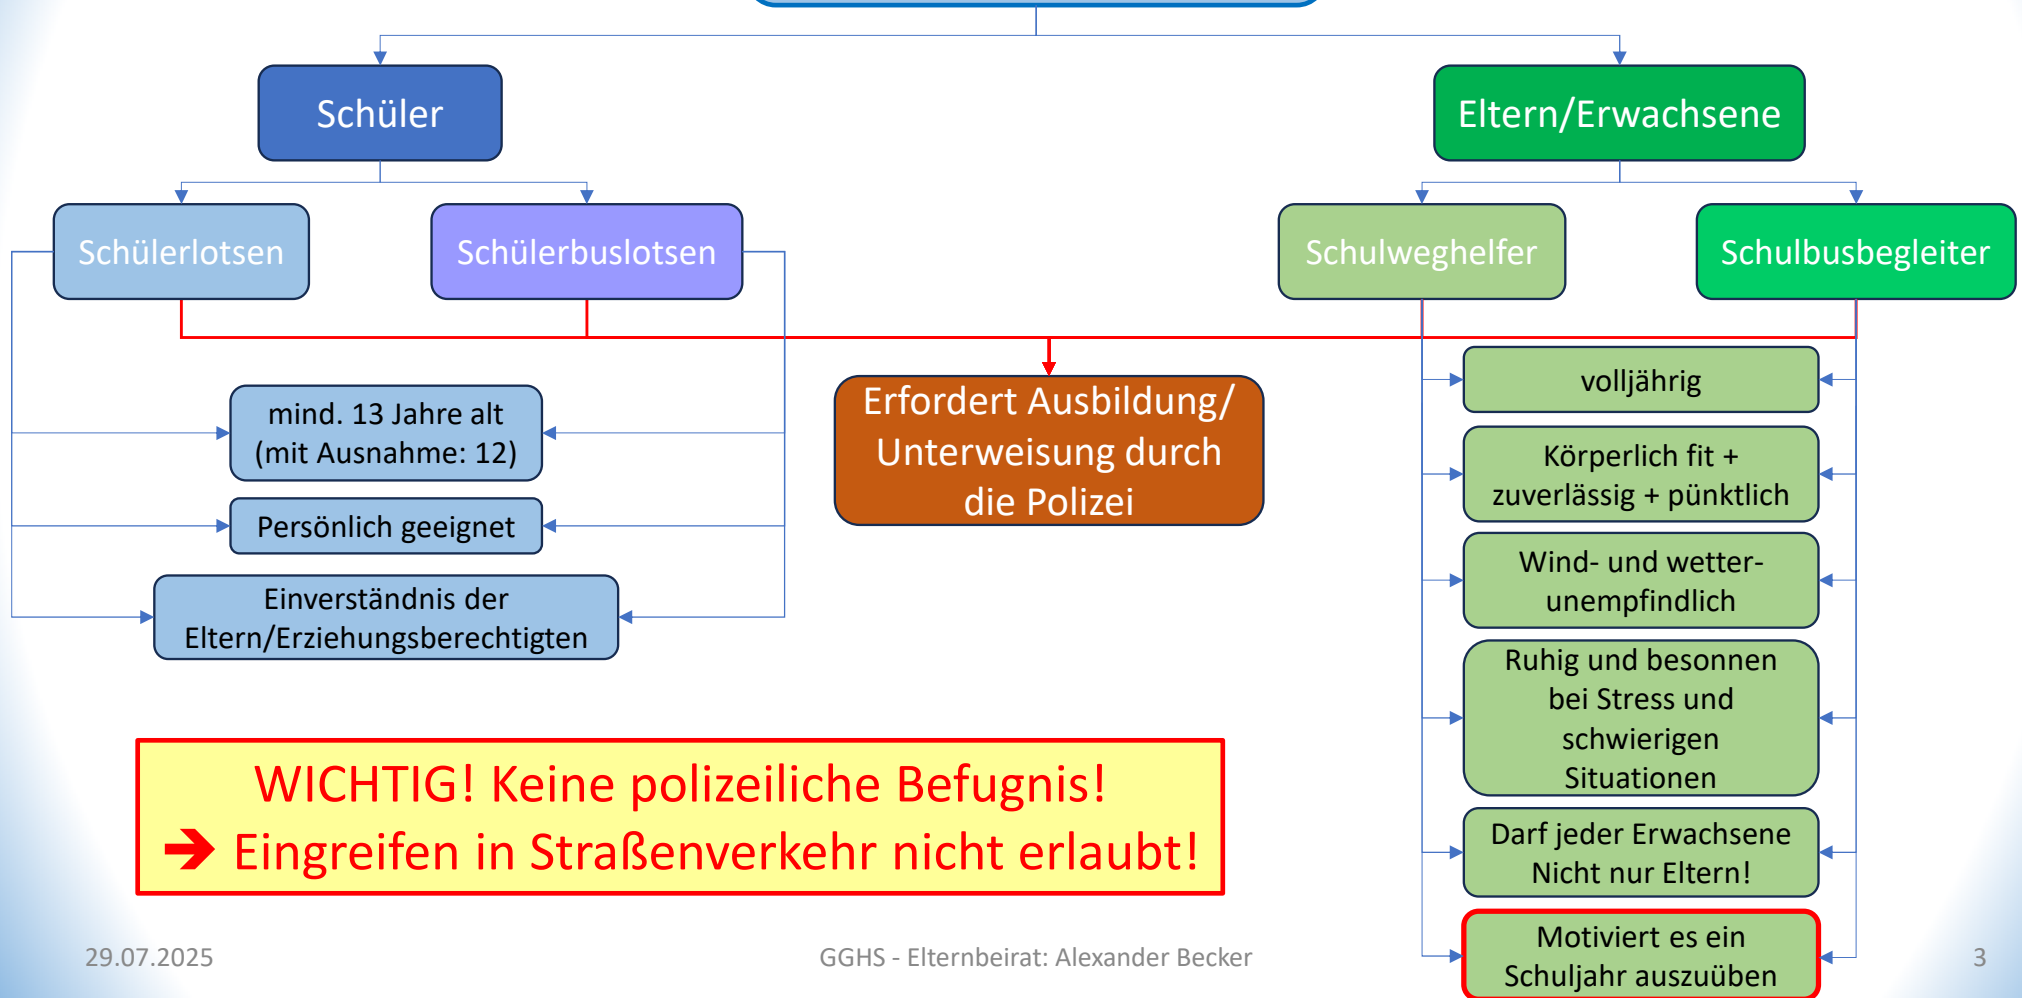 Schüler
Eltern/Erwachsene
Schülerlotsen
Schülerbuslotsen
Schulweghelfer
Schulbusbegleiter
mind. 13 Jahre alt
(mit Ausnahme: 12)
Persönlich geeignet
Einverständnis der
Eltern/Erziehungsberechtigten
Erfordert Ausbildung/
Unterweisung durch
die Polizei
volljährig
Körperlich fit +
zuverlässig + pünktlich
Wind- und wetter-
unempfindlich
Ruhig und besonnen
bei Stress und
schwierigen
Situationen
Darf jeder Erwachsene
Nicht nur Eltern!
Motiviert es ein
Schuljahr auszuüben
WICHTIG! Keine polizeiliche Befugnis!
➔ Eingreifen in Straßenverkehr nicht erlaubt!
29.07.2025
GGHS - Elternbeirat: Alexander Becker
3